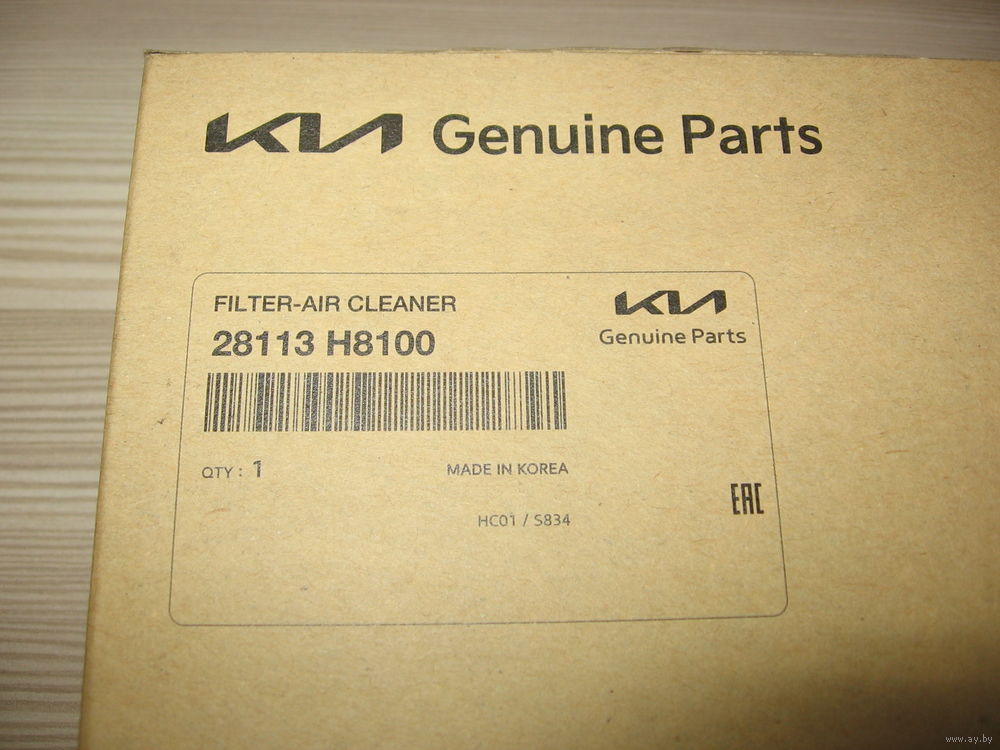 KIA Genuine Parts
FILTER-AIR CLEANER
28113 H8100
KIA
Genuine Parts
QTY : 1
MADE IN KOREA
HC01 / S834
EAC
www.ay.by